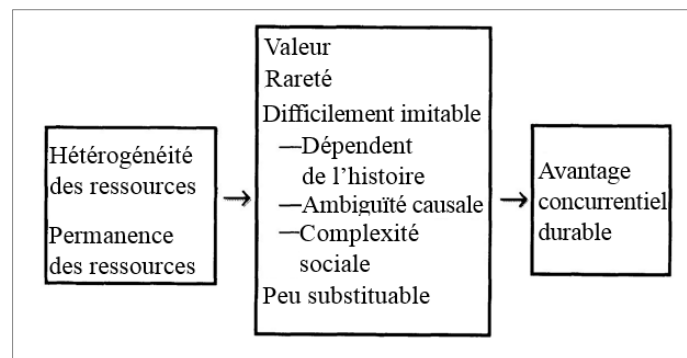 Hétérogénéité
des ressources
Permanence
des ressources
Valeur
Rareté
Difficilement imitable
—Dépendent
de l’histoire
—Ambiguïté causale
—Complexité
sociale
Peu substituable
Avantage
concurrentiel
durable